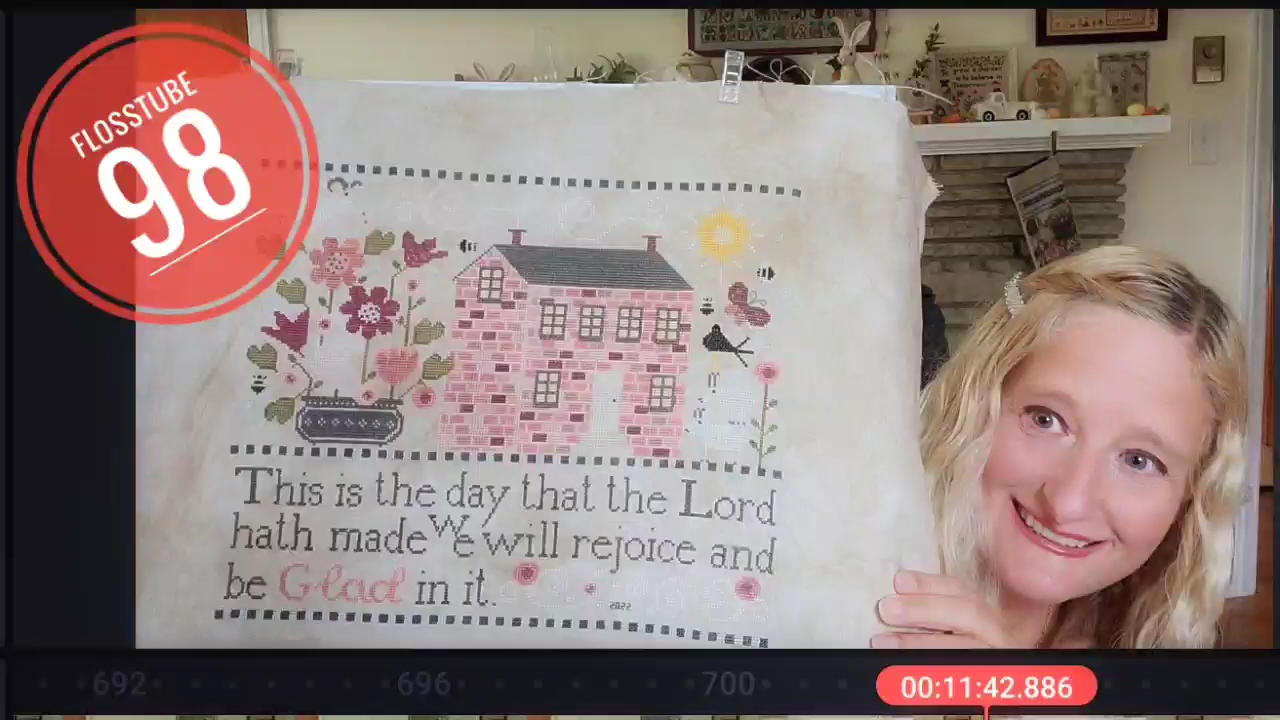 FLOSSTUBE
98
This is the day that the Lord
hath made We will rejoice and
be Glad in it.
2022
692
696
700
00:11:42.886